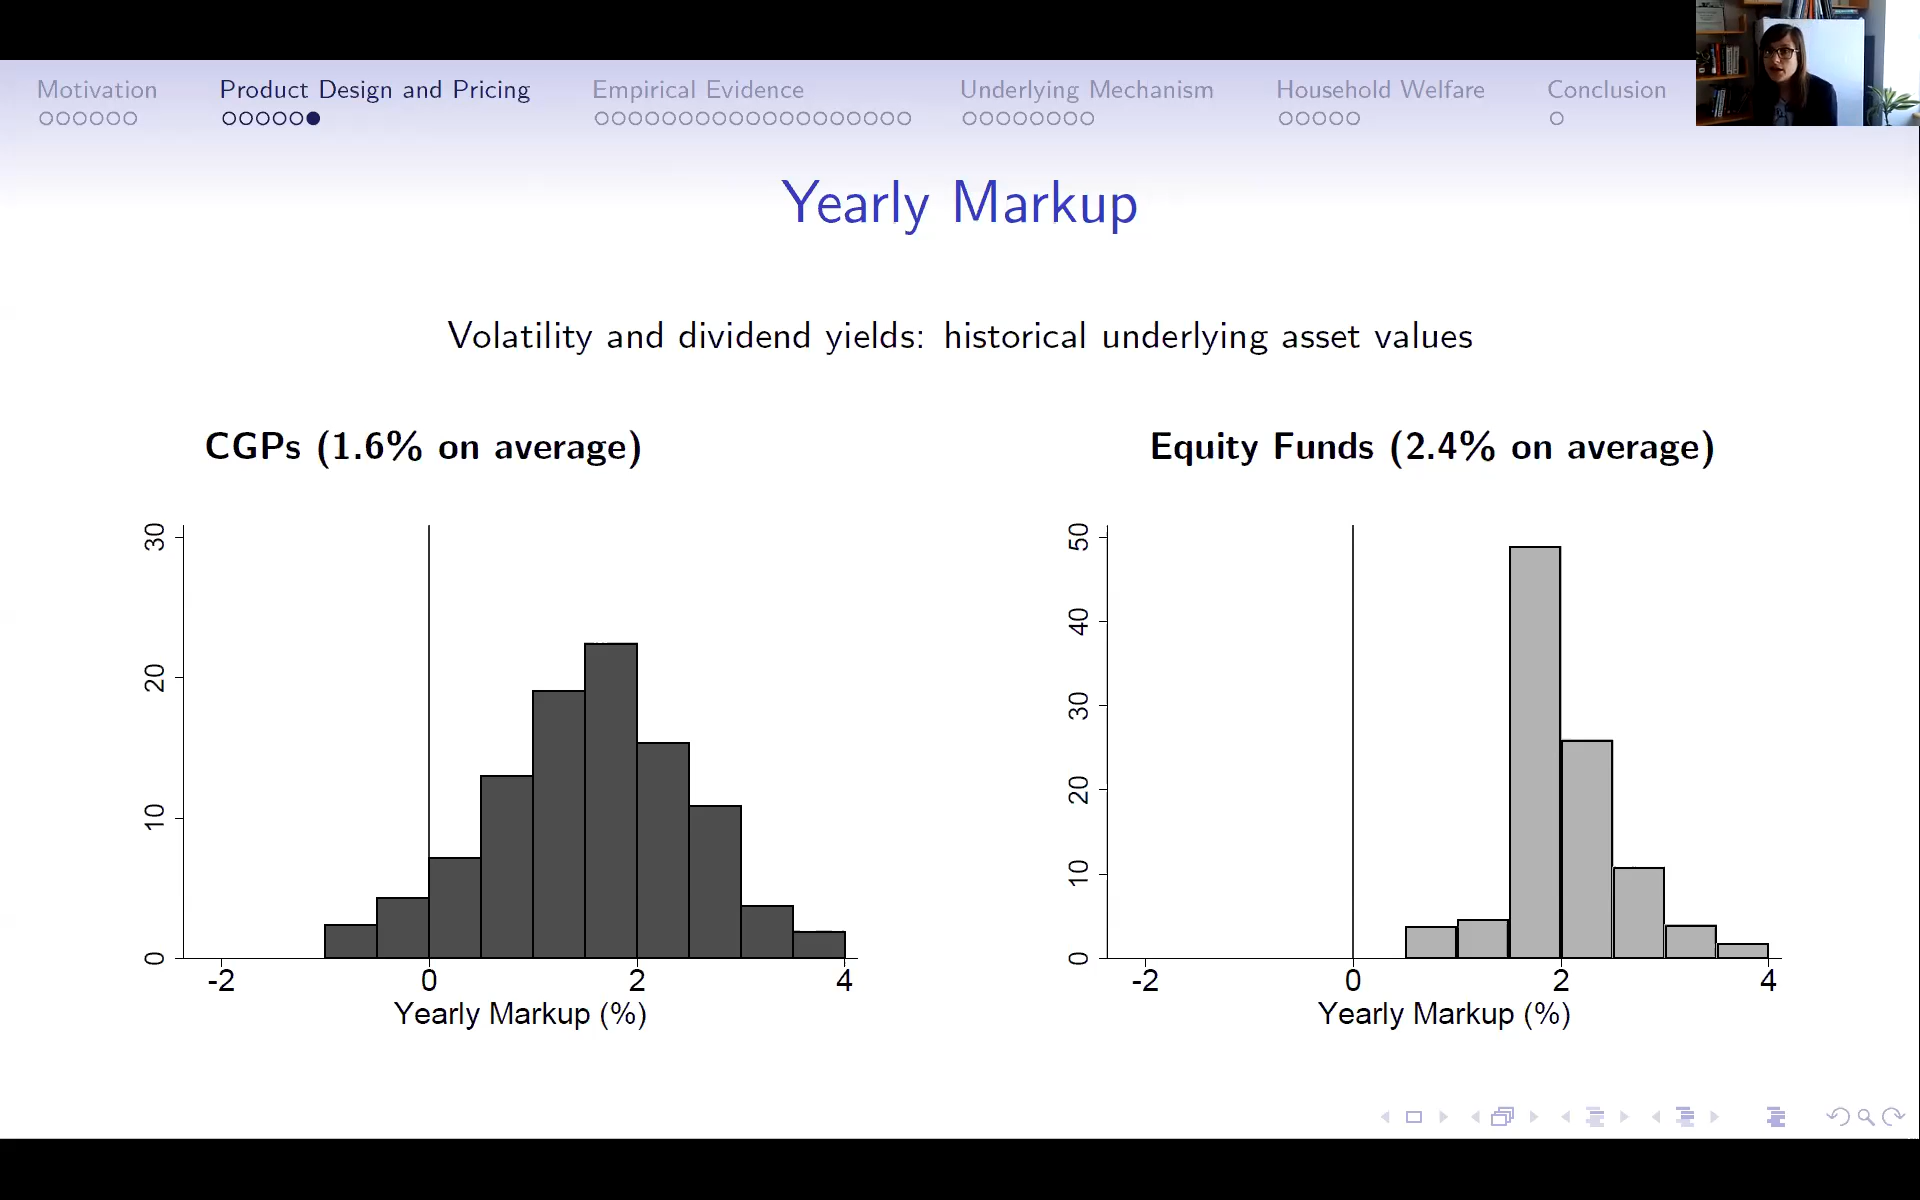 Motivation
Product Design and Pricing
Empirical Evidence
Underlying Mechanism
Household Welfare
Conclusion
Yearly Markup
Volatility and dividend yields: historical underlying asset values
CGPs (1.6% on average)
30
20
10
0
-2 0 2 4
Yearly Markup (%)
Equity Funds (2.4% on average)
50
40
30
20
10
0
-2 0 2 4
Yearly Markup (%)